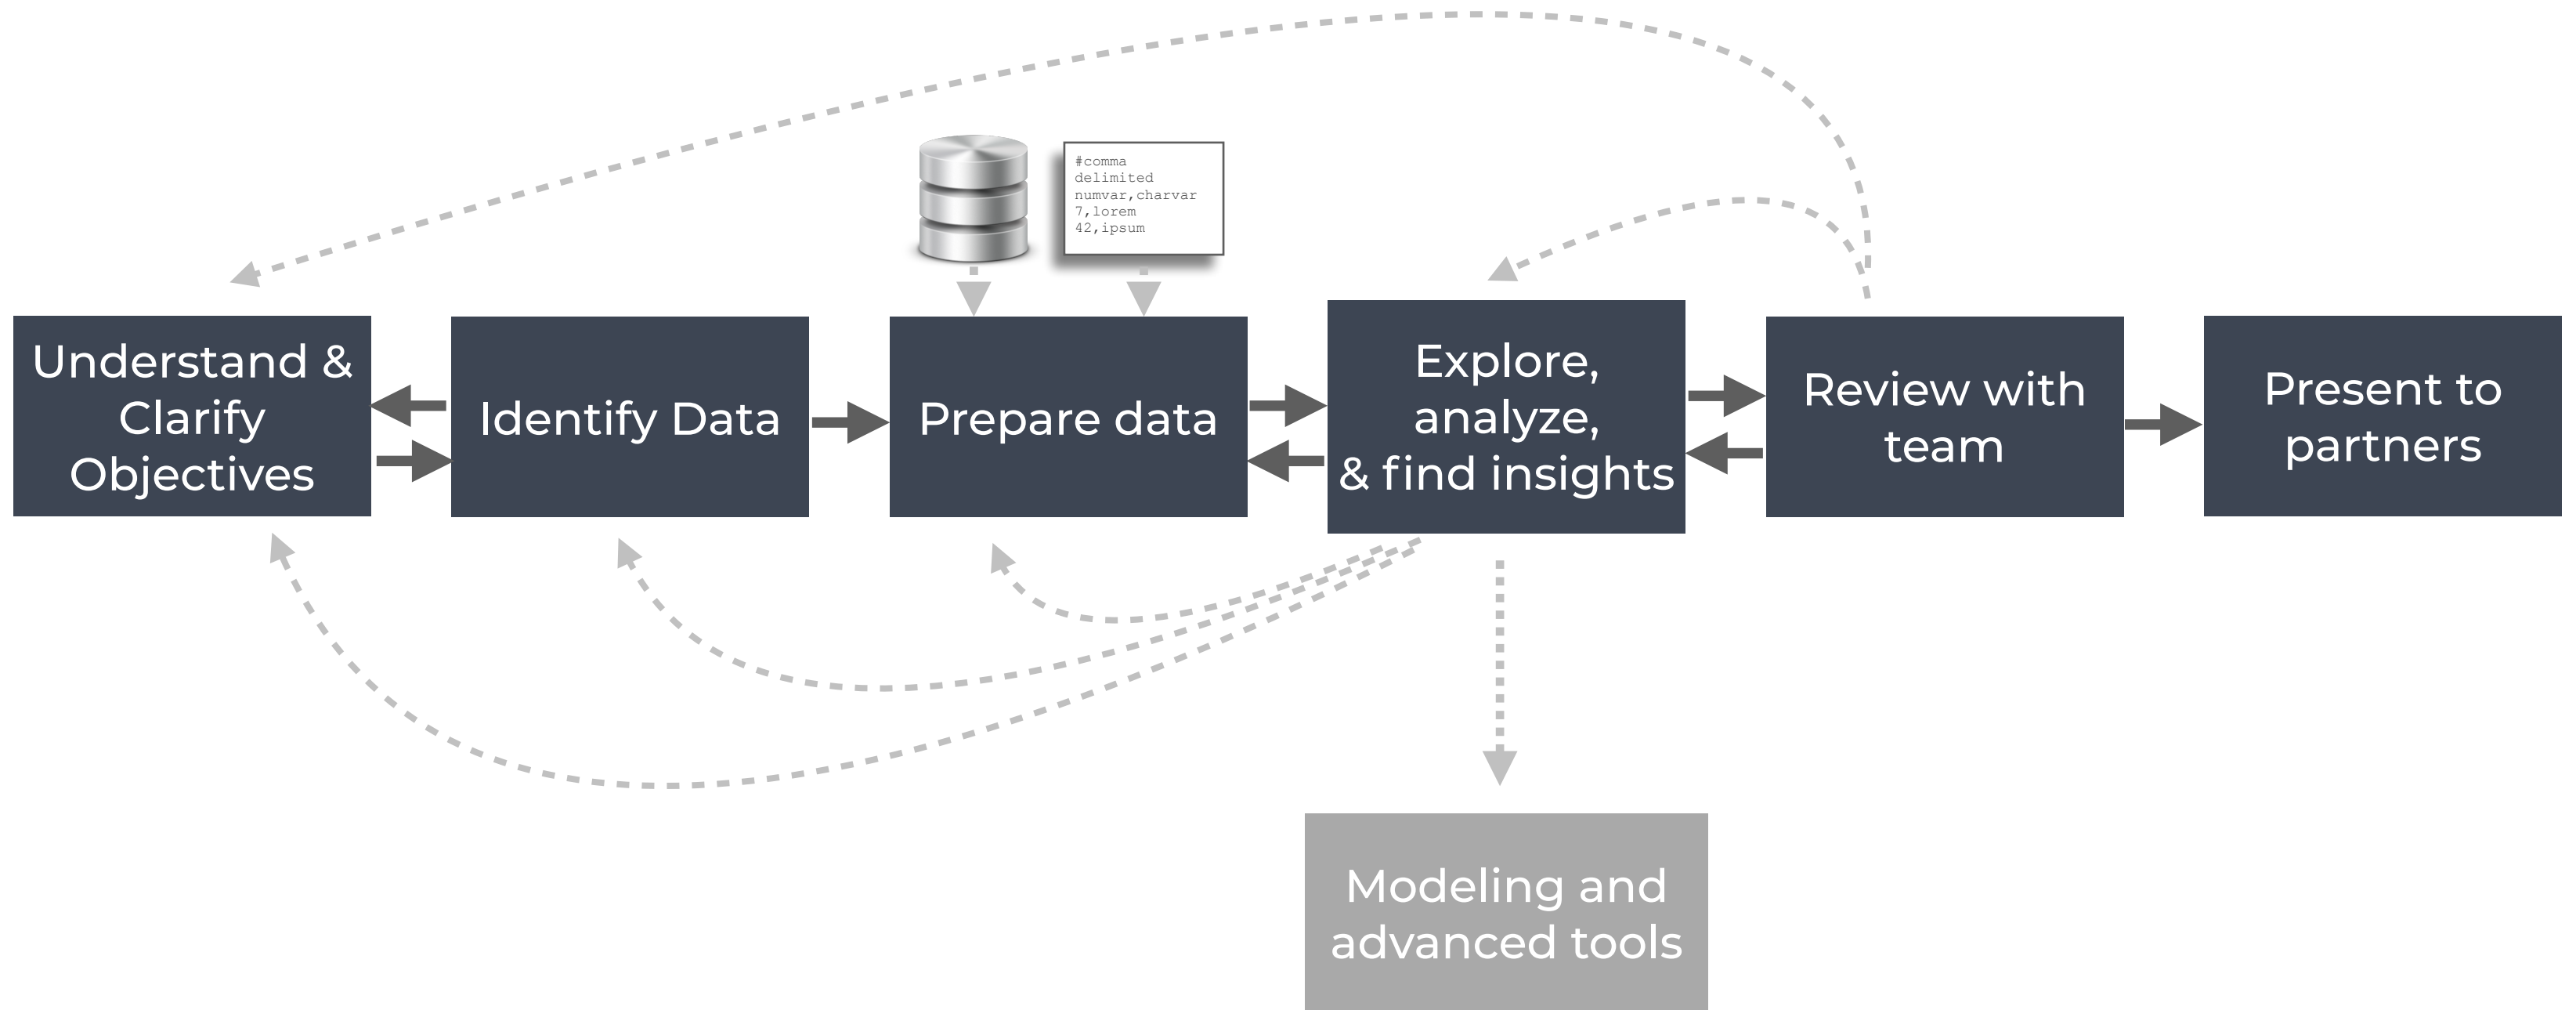 #comma
delimited
numvar,charvar
7,lorem
42,ipsum
Understand &
Clarify
Objectives
Identify Data
Prepare data
Explore,
analyze,
& find insights
Review with
team
Present to
partners
Modeling and
advanced tools